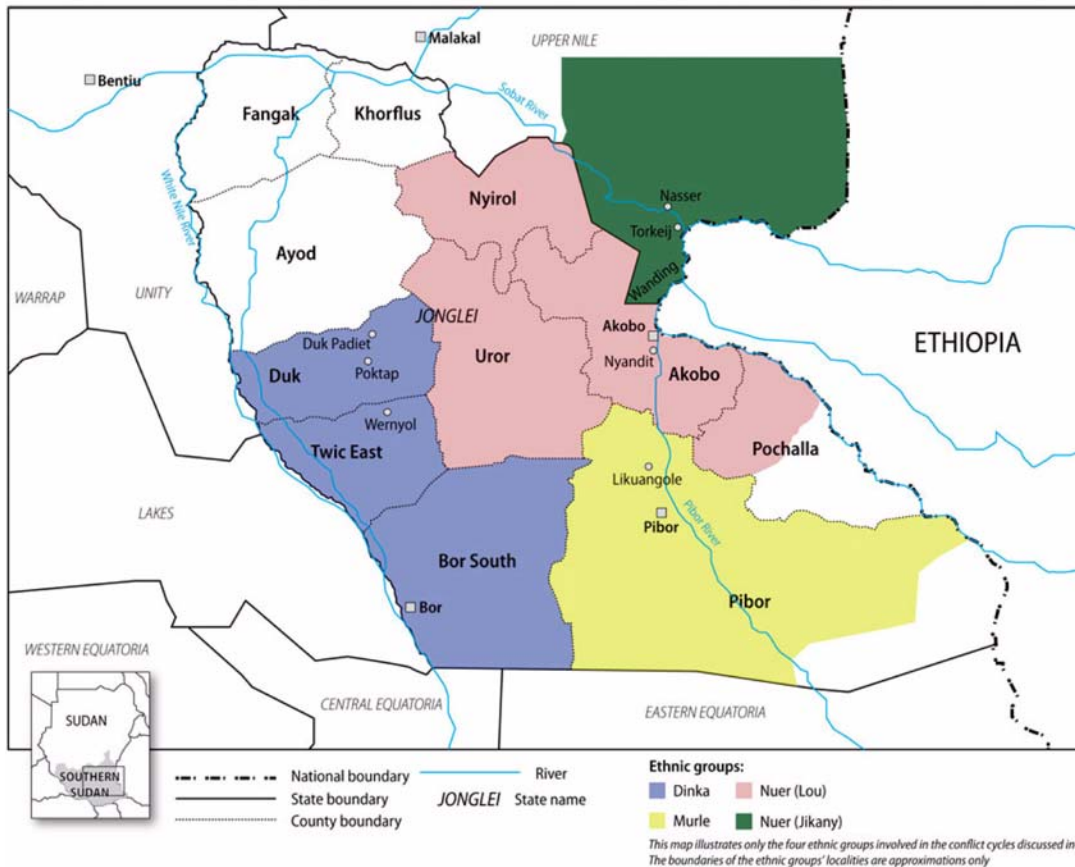 Malakal
UPPER NILE
Bentiu
Sobat River
Fangak
Khorflus
White Nile River
Nyirol
Nasser
Torkeij
Ayod
Wanding
WARRAP
UNITY
JONGLEI
Akobo
ETHIOPIA
Duk Padiet
Nyandit
Uror
Akobo
Duk
Poktap
Wernyol
Twic East
Pochalla
Likuangole
LAKES
Pibor River
Pibor
Bor South
Pibor
Bor
WESTERN EQUATORIA
CENTRAL EQUATORIA
EASTERN EQUATORIA
SUDAN
SOUTHERN
SUDAN
National boundary
River
State boundary
JONGLEI State name
County boundary
Ethnic groups:
Dinka
Nuer (Lou)
Murle
Nuer (Jikany)
This map illustrates only the four ethnic groups involved in the conflict cycles discussed in
The boundaries of the ethnic groups' localities are approximations only